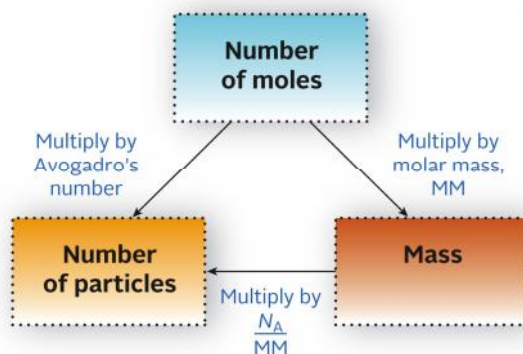 Number
of moles
Multiply by
Avogadro's
number
Multiply by
molar mass,
MM
Number
of particles
Mass
Multiply by
N_A
MM